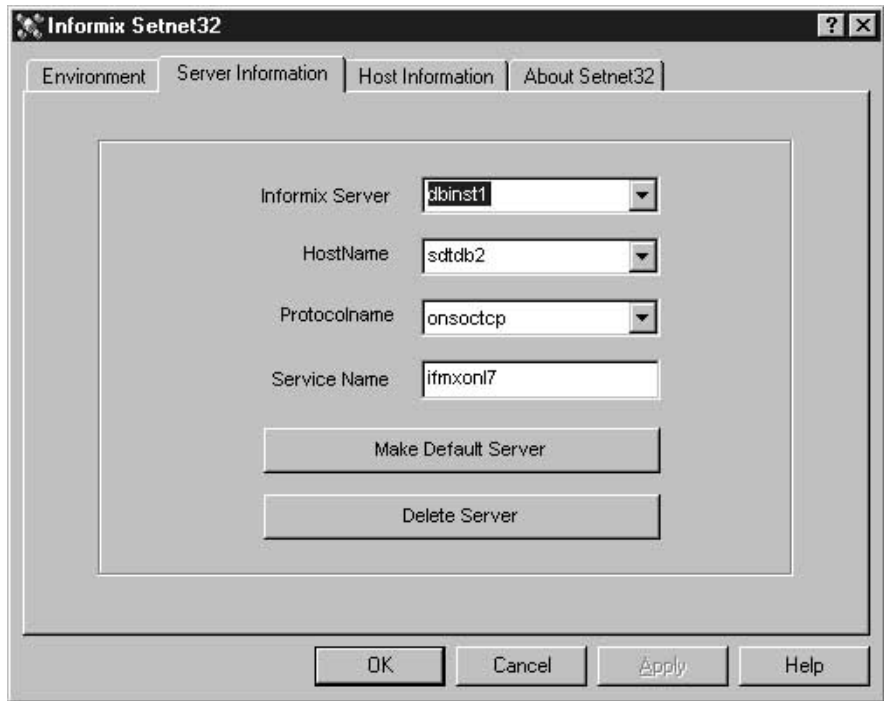 Informix Setnet32
Environment Server Information Host Information About Setnet32
Informix Server dbinst1
HostName sdtdb2
Protocolname onsoctcp
Service Name ifmxonl7
Make Default Server
Delete Server
OK Cancel Apply Help